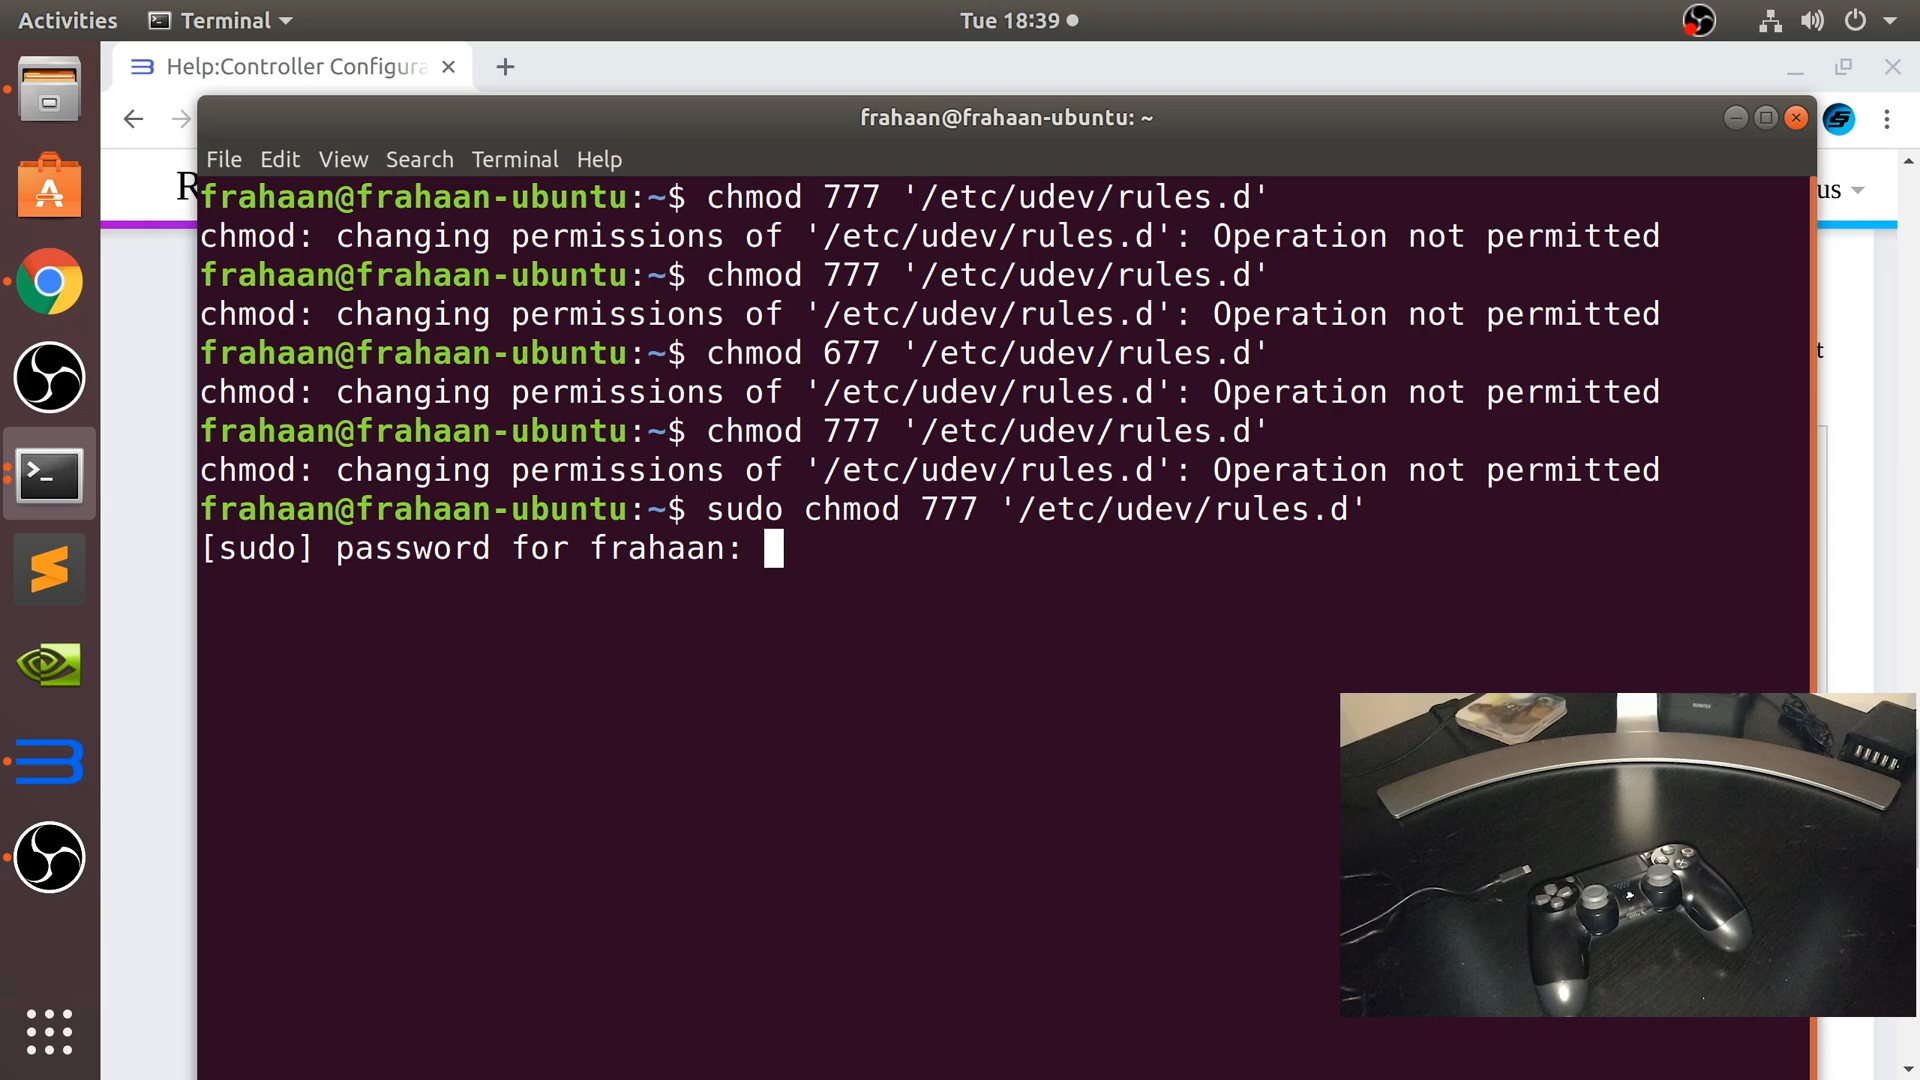 Activities Terminal Tue 18:39
Help:Controller Configura
frahaan@frahaan-ubuntu: ~
File Edit View Search Terminal Help
R us
frahaan@frahaan-ubuntu:~$ chmod 777 '/etc/udev/rules.d'
chmod: changing permissions of '/etc/udev/rules.d': Operation not permitted
frahaan@frahaan-ubuntu:~$ chmod 777 '/etc/udev/rules.d'
chmod: changing permissions of '/etc/udev/rules.d': Operation not permitted
frahaan@frahaan-ubuntu:~$ chmod 677 '/etc/udev/rules.d'
t
chmod: changing permissions of '/etc/udev/rules.d': Operation not permitted
frahaan@frahaan-ubuntu:~$ chmod 777 '/etc/udev/rules.d'
chmod: changing permissions of '/etc/udev/rules.d': Operation not permitted
frahaan@frahaan-ubuntu:~$ sudo chmod 777 '/etc/udev/rules.d'
[sudo] password for frahaan: